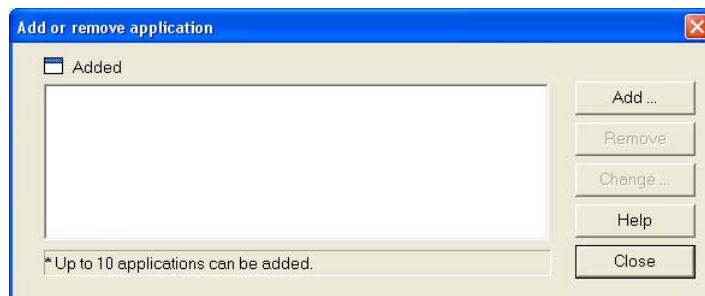 Add or remove application
Added
Add ...
Remove
Change ...
Help
Close
* Up to 10 applications can be added.